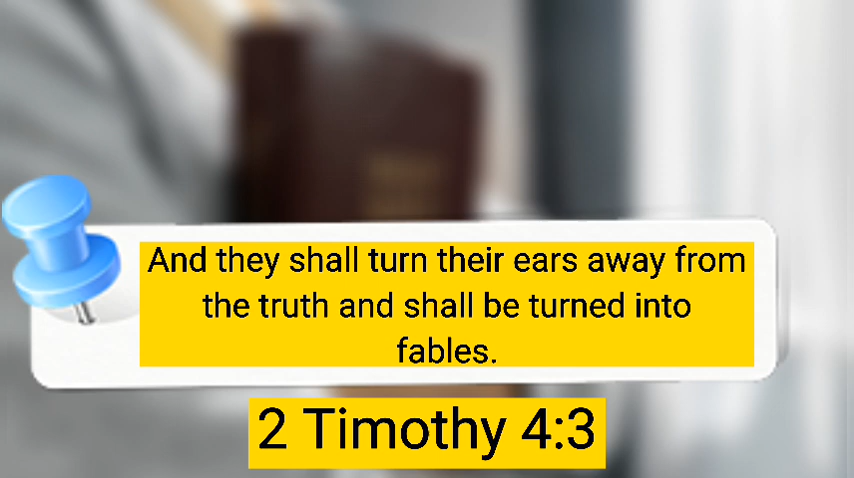 And they shall turn their ears away from
the truth and shall be turned into
fables.
2 Timothy 4:3